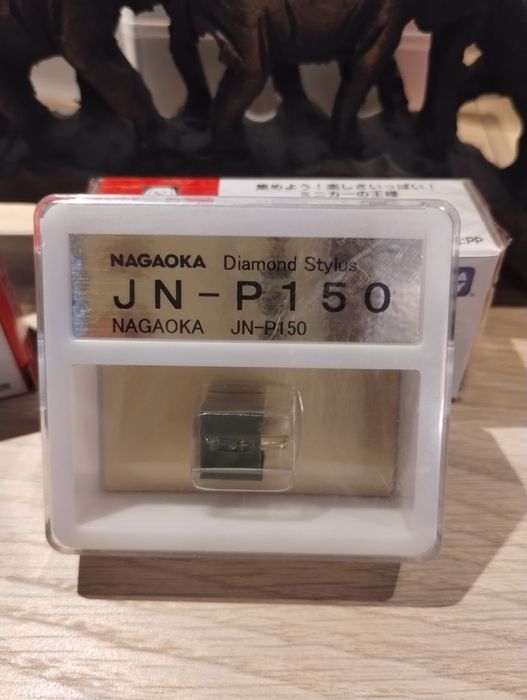 集めよう！楽しさいっぱい！
ミニカーの王様
:PP
NAGAOKA Diamond Stylus
JN-P150
NAGAOKA JN-P150